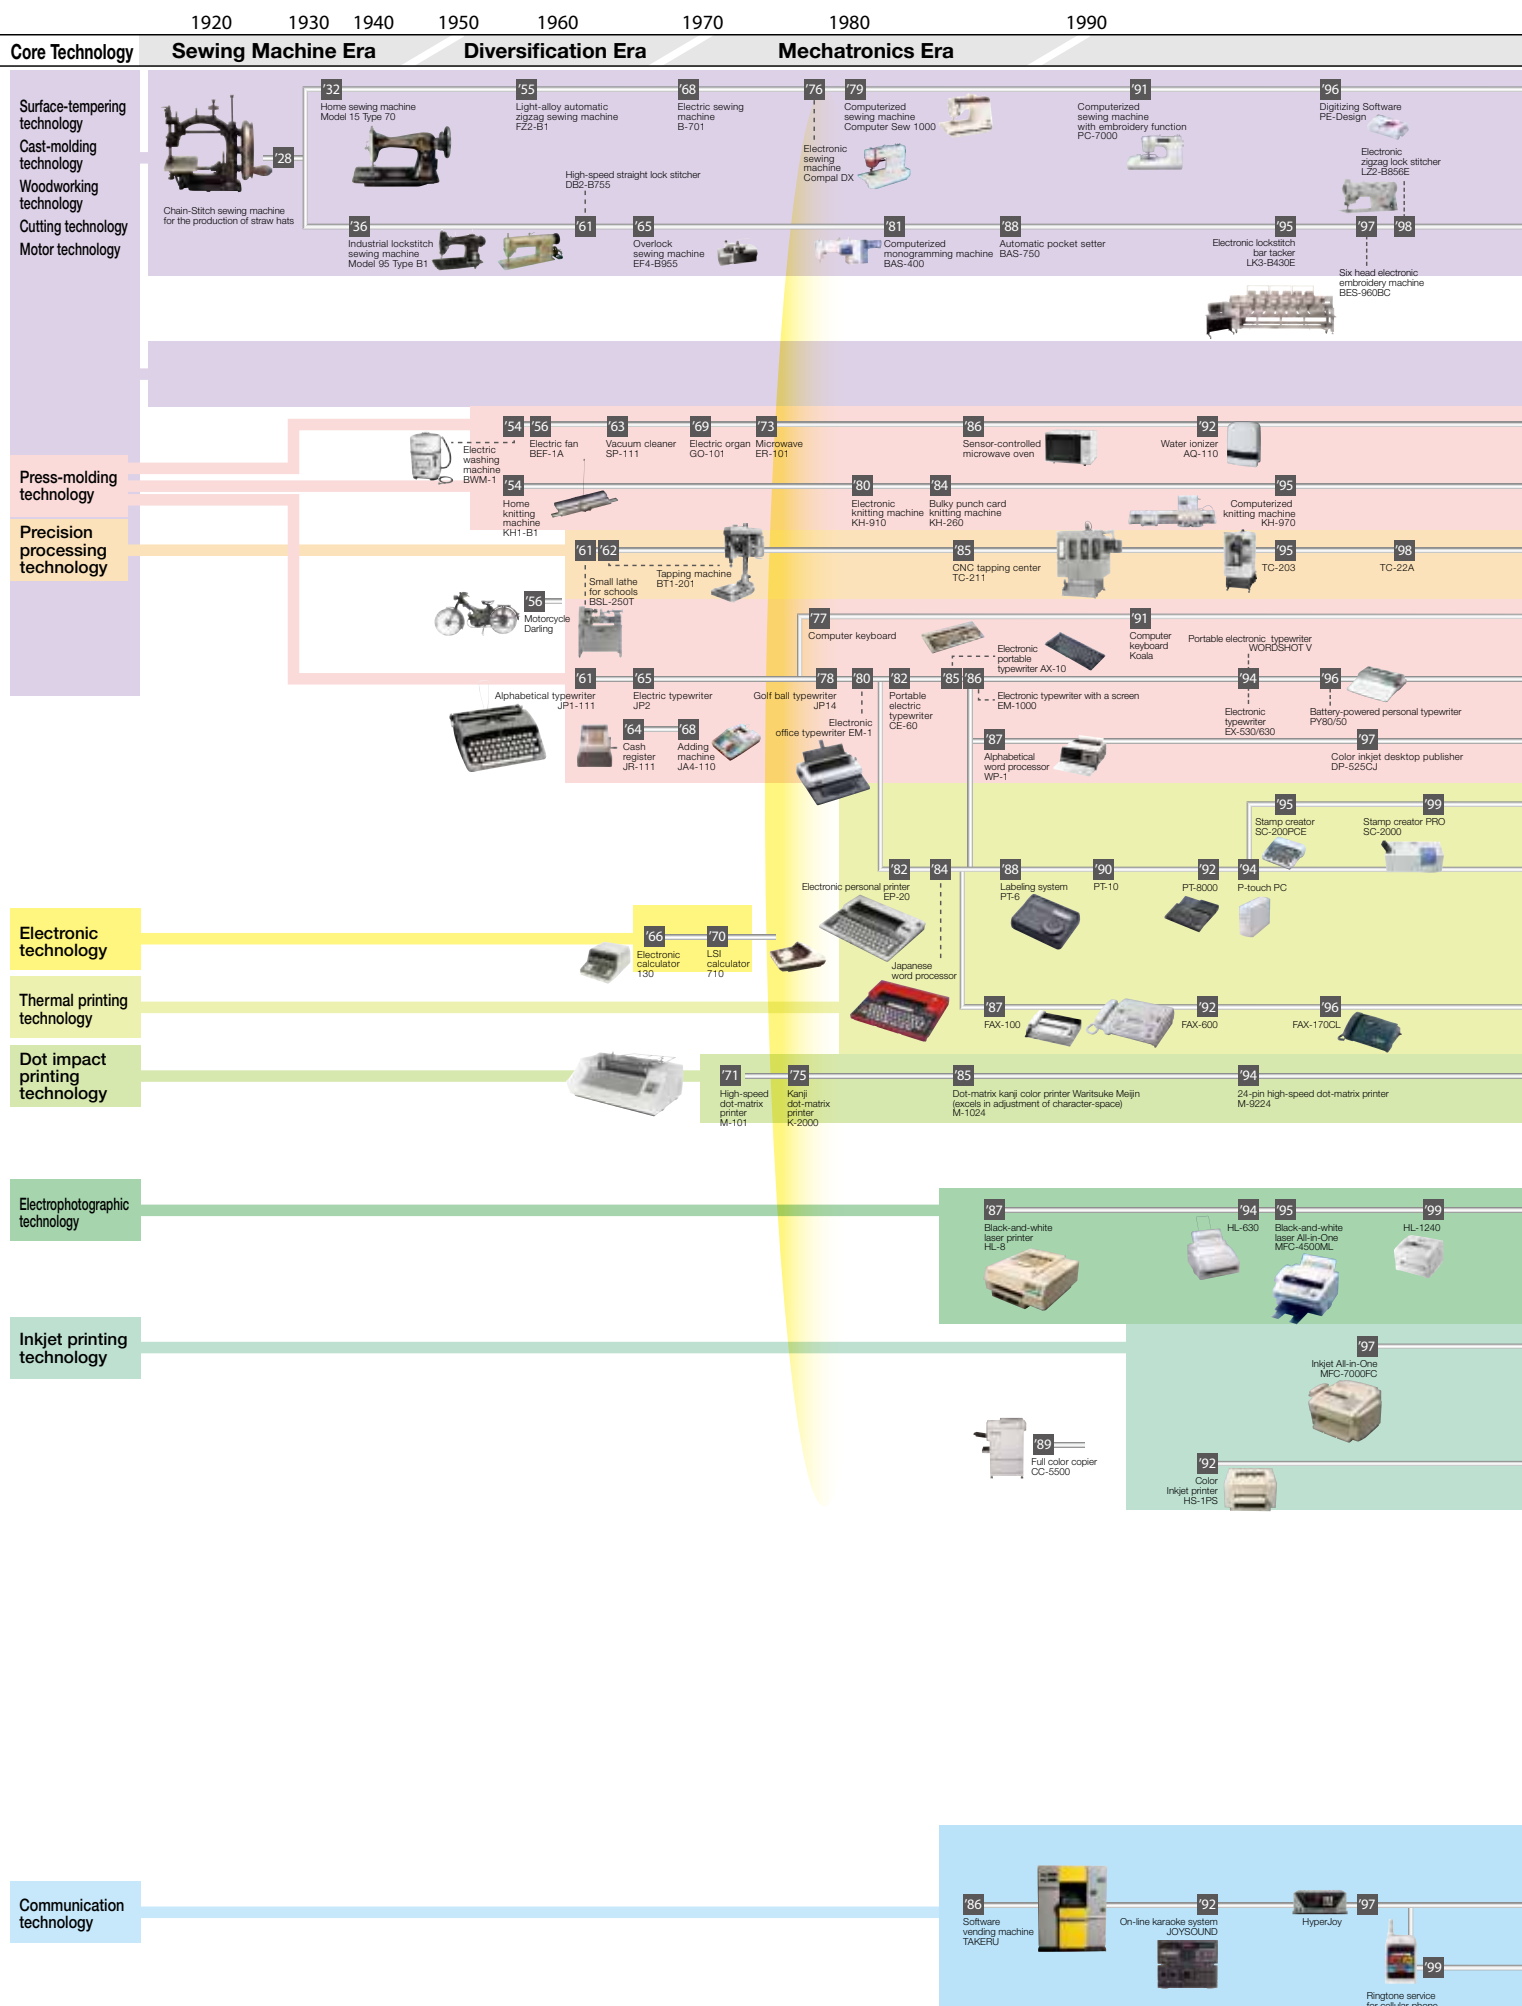 1920 1930 1940 1950 1960 1970 1980 1990
Core Technology Sewing Machine Era Diversification Era Mechatronics Era
Surface-tempering
technology
Cast-molding
technology
Woodworking
technology
Cutting technology
Motor technology
Chain-Stitch sewing machine
for the production of straw hats
'28
'32
Home sewing machine
Model 15 Type 70
'55
Light-alloy automatic
zigzag sewing machine
FZ2-B1
'68
Electric sewing
machine
B-701
'76
Electronic
sewing
machine
Compal DX
'79
Computerized
sewing machine
Computer Sew 1000
'91
Computerized
sewing machine
with embroidery function
PC-7000
'96
Digitizing Software
PE-Design
Electronic
zigzag lock stitcher
LZ2-B856E
High-speed straight lock stitcher
DB2-B755
'36
Industrial lockstitch
sewing machine
Model 95 Type B1
'61
'65
Overlock
sewing machine
EF4-B955
'81
Computerized
monogramming machine
BAS-400
'88
Automatic pocket setter
BAS-750
'95
Electronic lockstitch
bar tacker
LK3-B430E
'97
'98
Six head electronic
embroidery machine
BES-960BC
Press-molding
technology
'54
Electric
washing
machine
BWM-1
'56
Electric fan
BEF-1A
'63
Vacuum cleaner
SP-111
'69
Electric organ
GO-101
'73
Microwave
ER-101
'86
Sensor-controlled
microwave oven
'92
Water ionizer
AQ-110
'54
Home
knitting
machine
KH1-B1
'80
Electronic
knitting machine
KH-910
'84
Bulky punch card
knitting machine
KH-260
'95
Computerized
knitting machine
KH-970
Precision
processing
technology
'61
Small lathe
for schools
BSL-250T
'62
Tapping machine
BT1-201
'85
CNC tapping center
TC-211
'95
TC-203
'98
TC-22A
'56
Motorcycle
Darling
'77
Computer keyboard
'91
Computer
keyboard
Koala
Electronic
portable
typewriter AX-10
Portable electronic typewriter
WORDSHOT V
'61
Alphabetical typewriter
JP1-111
'65
Electric typewriter
JP2
'78
Golf ball typewriter
JP14
'80
Electronic
office typewriter EM-1
'82
Portable
electric
typewriter
CE-60
'85
'86
Electronic typewriter with a screen
EM-1000
'94
Electronic
typewriter
EX-530/630
'96
Battery-powered personal typewriter
PY80/50
'64
Cash
register
JR-111
'68
Adding
machine
JA4-110
'87
Alphabetical
word processor
WP-1
'97
Color inkjet desktop publisher
DP-525CJ
'95
Stamp creator
SC-200PCE
'99
Stamp creator PRO
SC-2000
'82
Electronic personal printer
EP-20
'84
Japanese
word processor
'88
Labeling system
PT-6
'90
PT-10
'92
PT-8000
'94
P-touch PC
Electronic
technology
'66
Electronic
calculator
130
'70
LSI
calculator
710
Thermal printing
technology
'87
FAX-100
'92
FAX-600
'96
FAX-170CL
Dot impact
printing
technology
'71
High-speed
dot-matrix
printer
M-101
'75
Kanji
dot-matrix
printer
K-2000
'85
Dot-matrix kanji color printer Waritsuke Meijin
(excels in adjustment of character-space)
M-1024
'94
24-pin high-speed dot-matrix printer
M-9224
Electrophotographic
technology
'87
Black-and-white
laser printer
HL-8
'94
HL-630
'95
Black-and-white
laser All-in-One
MFC-4500ML
'99
HL-1240
Inkjet printing
technology
'97
Inkjet All-in-One
MFC-7000FC
'89
Full color copier
CC-5500
'92
Color
Inkjet printer
HS-1PS
Communication
technology
'86
Software
vending machine
TAKERU
'92
On-line karaoke system
JOYSOUND
HyperJoy
'97
'99
Ringtone service
for cellular phone